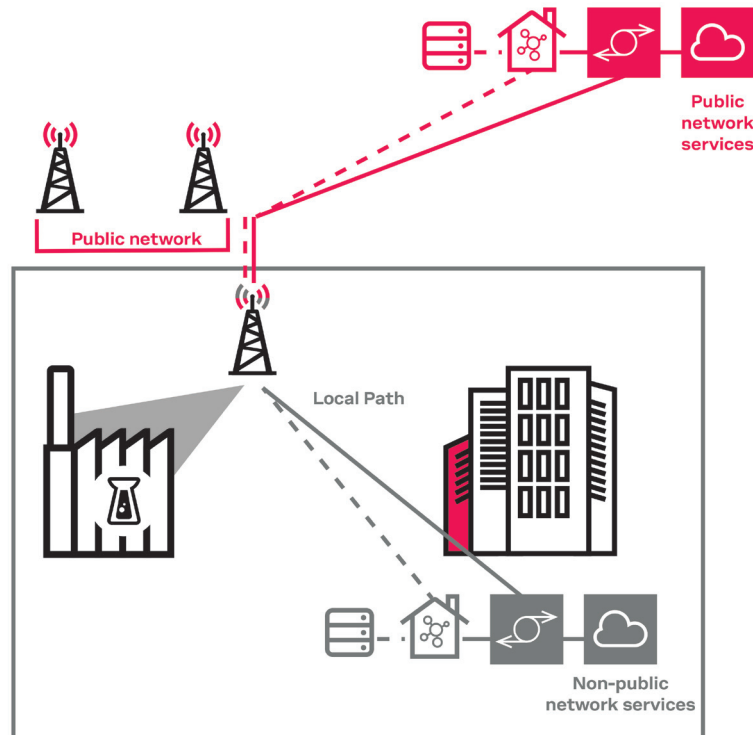 Public
network
services
Public network
Local Path
Non-public
network services